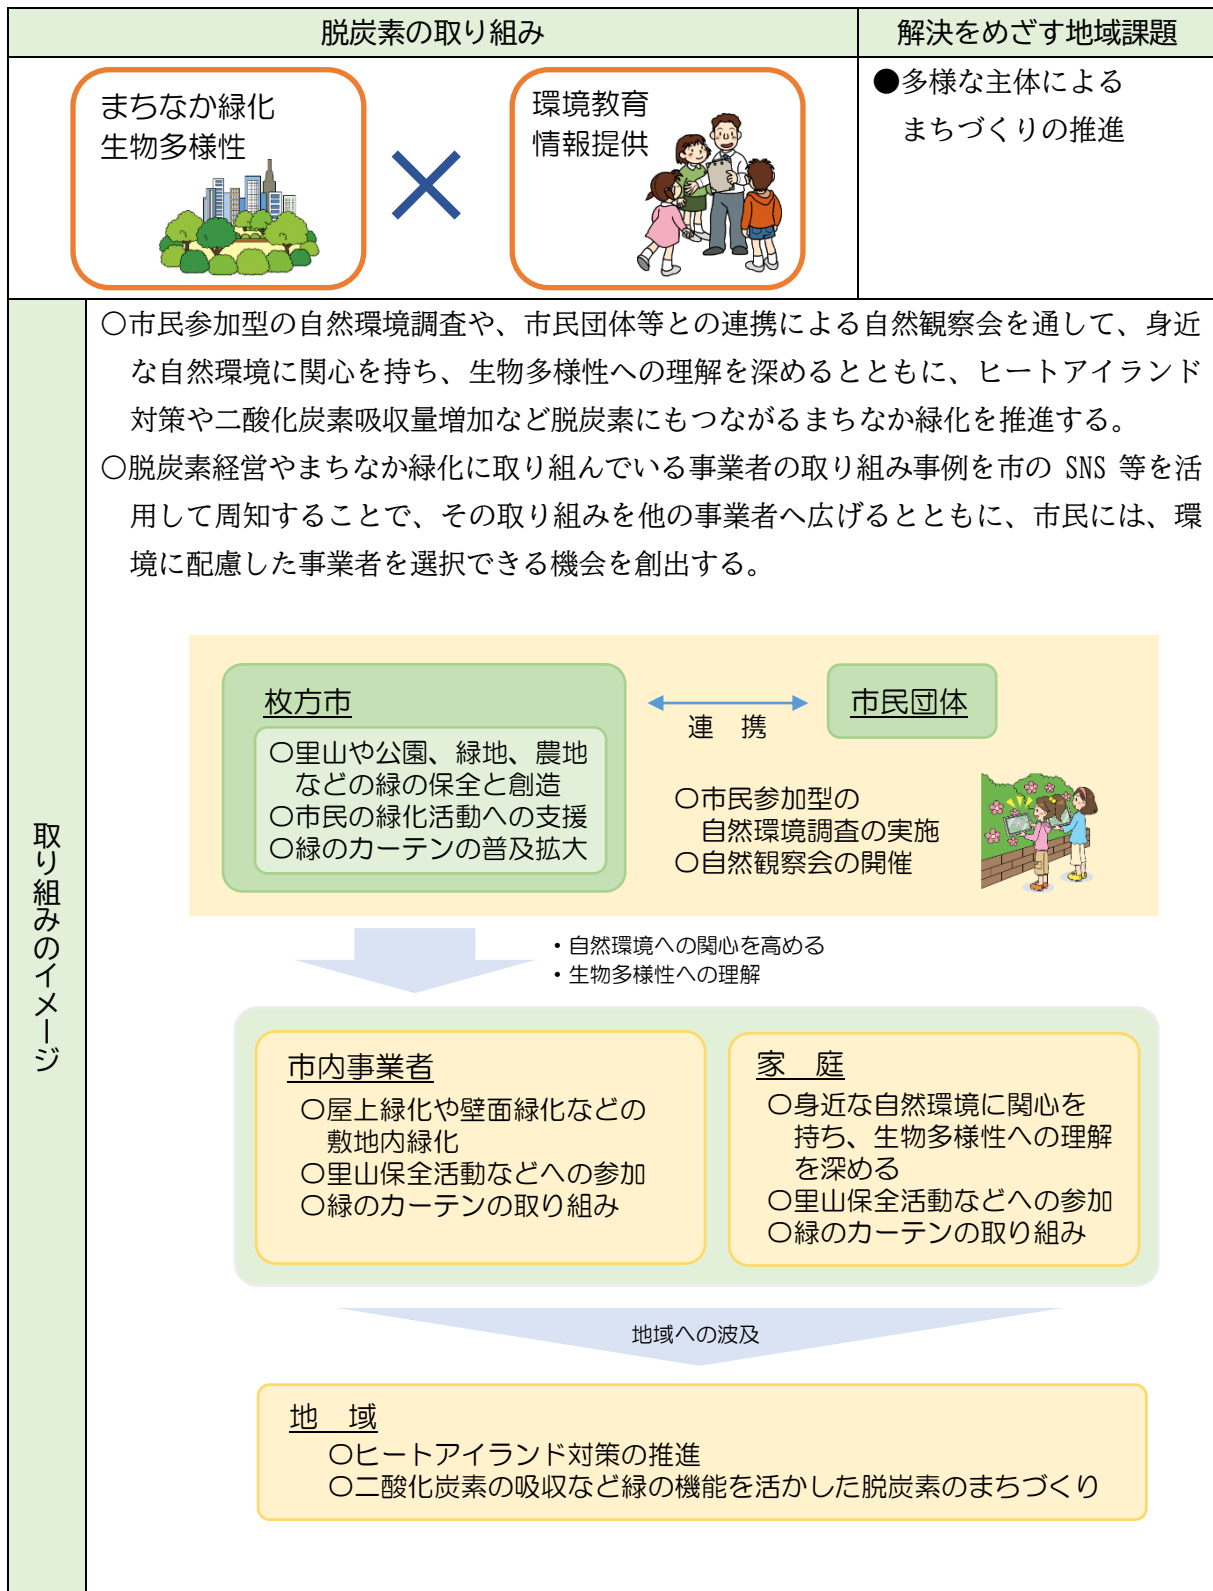 脱炭素の取り組み
解決をめざす地域課題
まちなか緑化
生物多様性
×
環境教育
情報提供
●多様な主体による
まちづくりの推進
取り組みのイメージ
〇市民参加型の自然環境調査や、市民団体等との連携による自然観察会を通して、身近
な自然環境に関心を持ち、生物多様性への理解を深めるとともに、ヒートアイランド
対策や二酸化炭素吸収量増加など脱炭素にもつながるまちなか緑化を推進する。
〇脱炭素経営やまちなか緑化に取り組んでいる事業者の取り組み事例を市の SNS 等を活
用して周知することで、その取り組みを他の事業者へ広げるとともに、市民には、環
境に配慮した事業者を選択できる機会を創出する。
枚方市
〇里山や公園、緑地、農地
などの緑の保全と創造
〇市民の緑化活動への支援
〇緑のカーテンの普及拡大
連 携
市民団体
〇市民参加型の
自然環境調査の実施
〇自然観察会の開催
・自然環境への関心を高める
・生物多様性への理解
市内事業者
〇屋上緑化や壁面緑化などの
敷地内緑化
〇里山保全活動などへの参加
〇緑のカーテンの取り組み
家 庭
〇身近な自然環境に関心を
持ち、生物多様性への理解
を深める
〇里山保全活動などへの参加
〇緑のカーテンの取り組み
地域への波及
地 域
〇ヒートアイランド対策の推進
〇二酸化炭素の吸収など緑の機能を活かした脱炭素のまちづくり